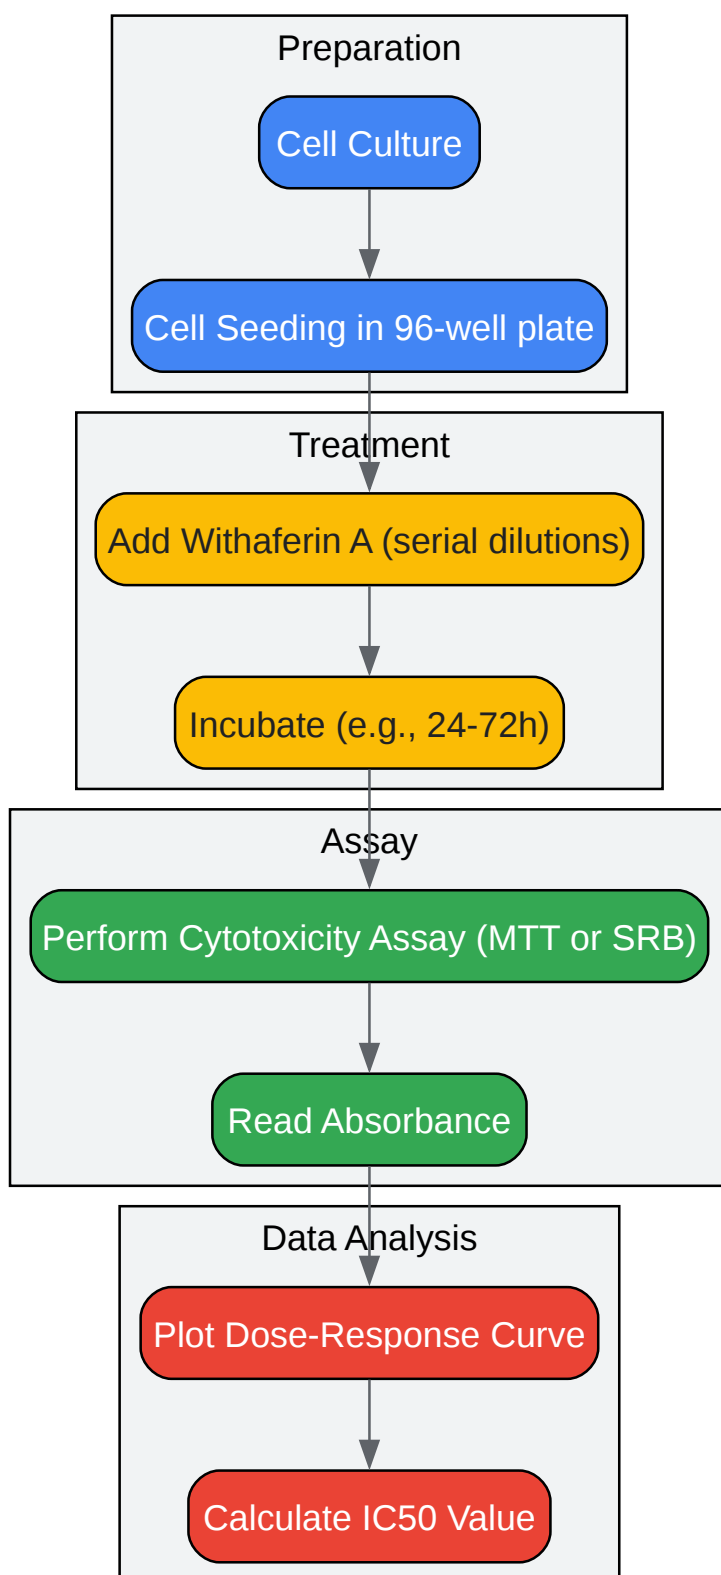 Preparation
Cell Culture
Cell Seeding in 96-well plate
Treatment
Add Withaferin A (serial dilutions)
Incubate (e.g., 24-72h)
Assay
Perform Cytotoxicity Assay (MTT or SRB)
Read Absorbance
Data Analysis
Plot Dose-Response Curve
Calculate IC50 Value